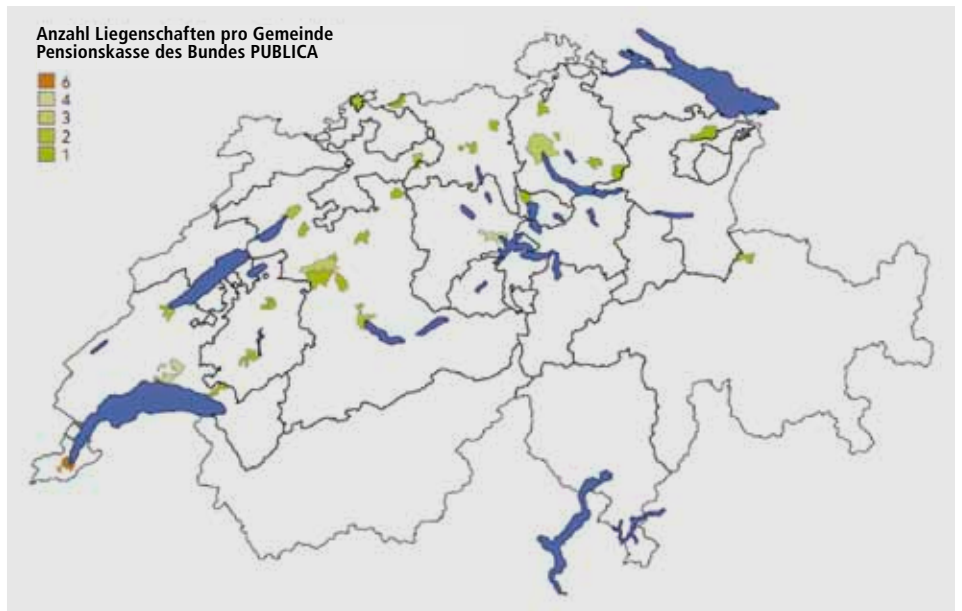 Anzahl Liegenschaften pro Gemeinde
Pensionskasse des Bundes PUBLICA
6
4
3
2
1